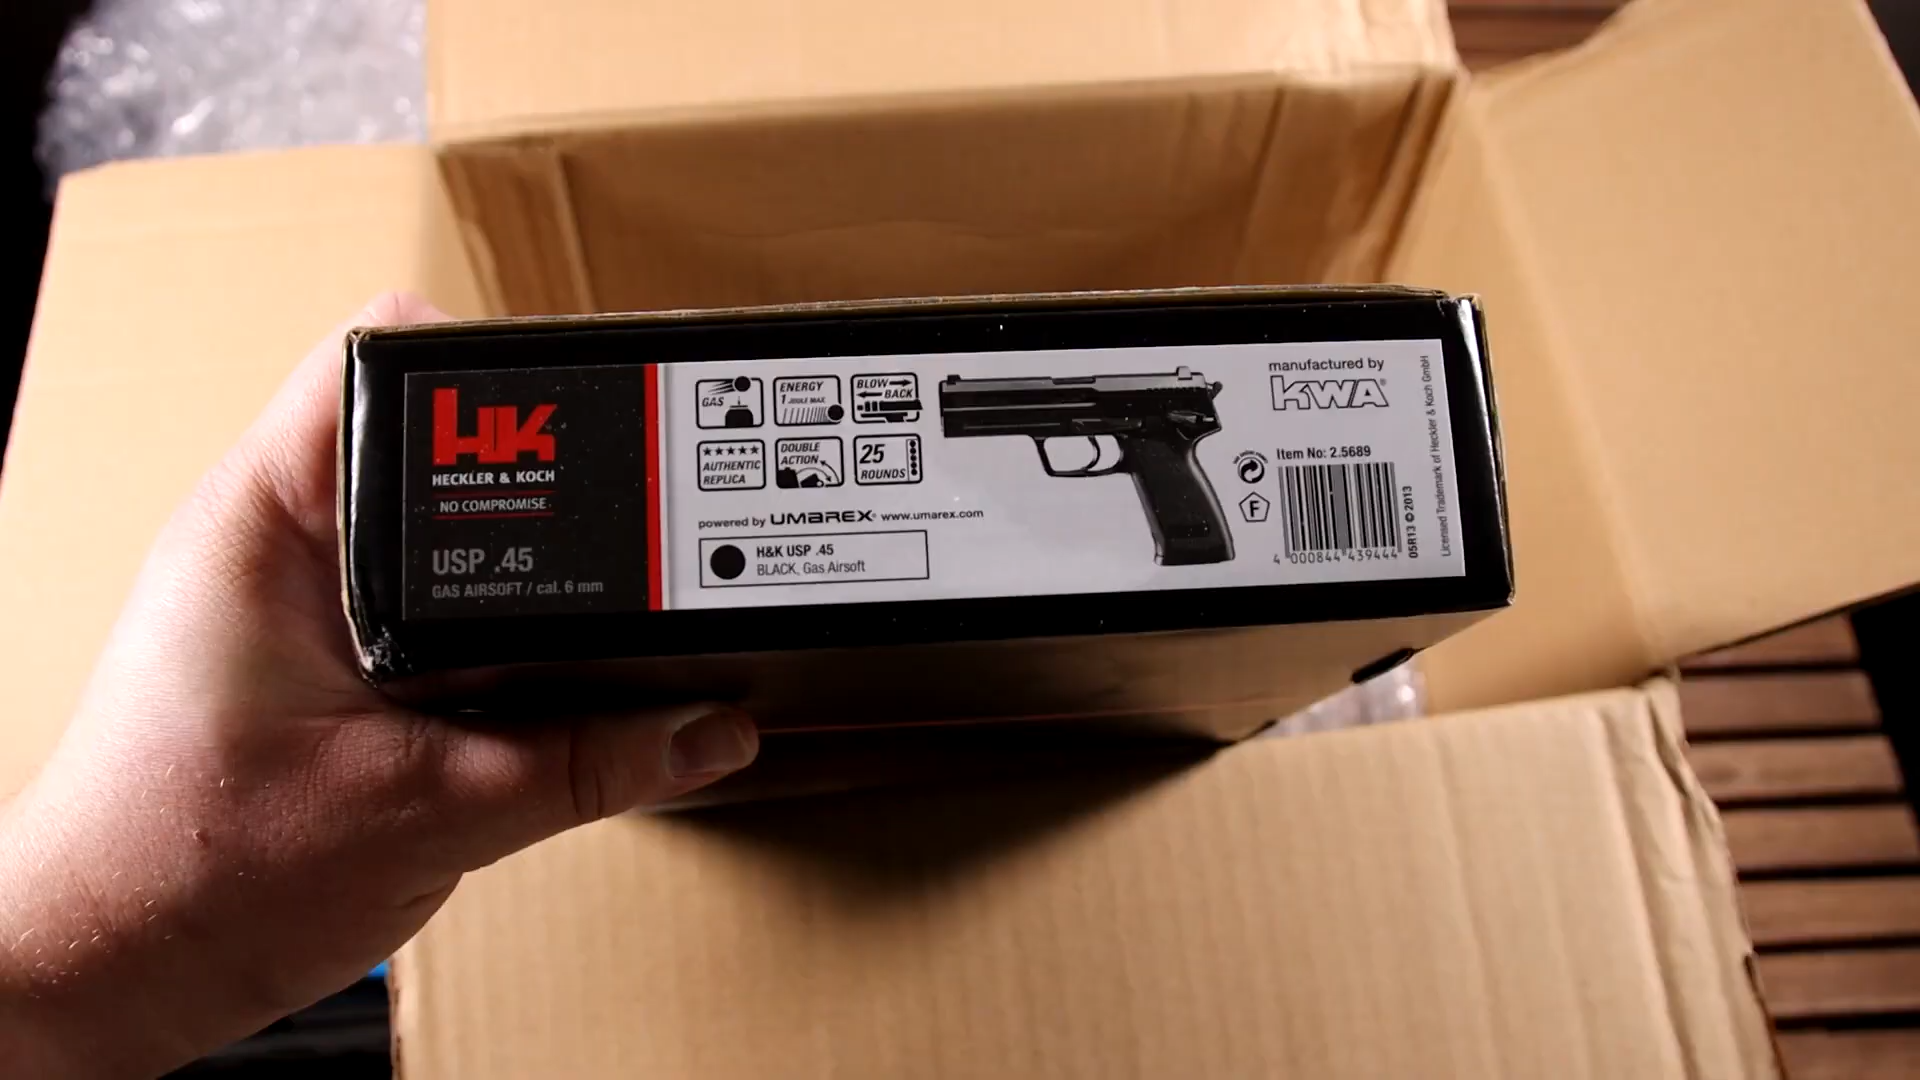 HK
HECKLER & KOCH
NO COMPROMISE
USP .45
GAS AIRSOFT / cal. 6 mm
GAS
ENERGY
1 JOULE MAX.
BLOW
BACK
★★★★★
AUTHENTIC
REPLICA
DOUBLE
ACTION
25
ROUNDS
powered by UMAREX® www.umarex.com
H&K USP .45
BLACK, Gas Airsoft
manufactured by
KWA®
Item No: 2.5689
F
4 000844 439444
05R13 © 2013
Licensed Trademark of Heckler & Koch GmbH